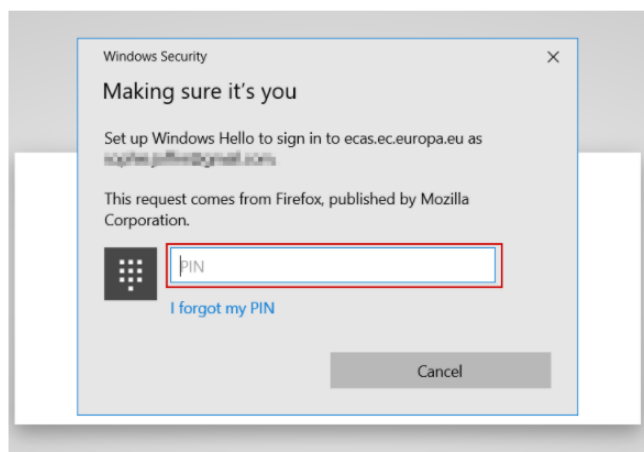 Windows Security
Making sure it's you
Set up Windows Hello to sign in to ecas.ec.europa.eu as
This request comes from Firefox, published by Mozilla
Corporation.
PIN
I forgot my PIN
Cancel